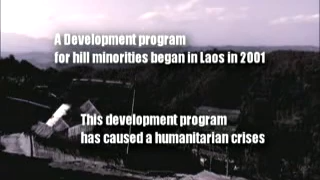 A Development program
for hill minorities began in Laos in 2001
This development program
has caused a humanitarian crises